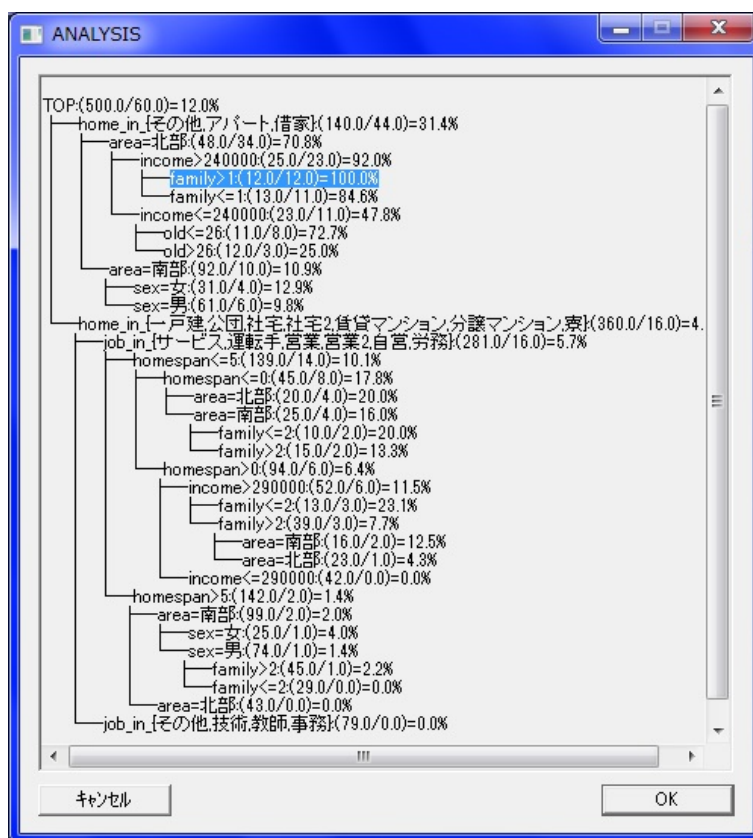 ANALYSIS
TOP:(500.0/60.0)=12.0%
home_in_{その他,アパート,借家}:(140.0/44.0)=31.4%
area=北部:(48.0/34.0)=70.8%
income>240000:(25.0/23.0)=92.0%
family>1:(12.0/12.0)=100.0%
family<=1:(13.0/11.0)=84.6%
income<=240000:(23.0/11.0)=47.8%
old<=26:(11.0/8.0)=72.7%
old>26:(12.0/3.0)=25.0%
area=南部:(92.0/10.0)=10.9%
sex=女:(31.0/4.0)=12.9%
sex=男:(61.0/6.0)=9.8%
home_in_{一戸建,公団,社宅,社宅2,賃貸マンション,分譲マンション,寮}:(360.0/16.0)=4.
job_in_{サービス,運転手,営業,営業2,自営,労務}:(281.0/16.0)=5.7%
homespan<=5:(139.0/14.0)=10.1%
homespan<=0:(45.0/8.0)=17.8%
area=北部:(20.0/4.0)=20.0%
area=南部:(25.0/4.0)=16.0%
family<=2:(10.0/2.0)=20.0%
family>2:(15.0/2.0)=13.3%
homespan>0:(94.0/6.0)=6.4%
income>290000:(52.0/6.0)=11.5%
family<=2:(13.0/3.0)=23.1%
family>2:(39.0/3.0)=7.7%
area=南部:(16.0/2.0)=12.5%
area=北部:(23.0/1.0)=4.3%
income<=290000:(42.0/0.0)=0.0%
homespan>5:(142.0/2.0)=1.4%
area=南部:(99.0/2.0)=2.0%
sex=女:(25.0/1.0)=4.0%
sex=男:(74.0/1.0)=1.4%
family>2:(45.0/1.0)=2.2%
family<=2:(29.0/0.0)=0.0%
area=北部:(43.0/0.0)=0.0%
job_in_{その他,技術,教師,事務}:(79.0/0.0)=0.0%
キャンセル
OK